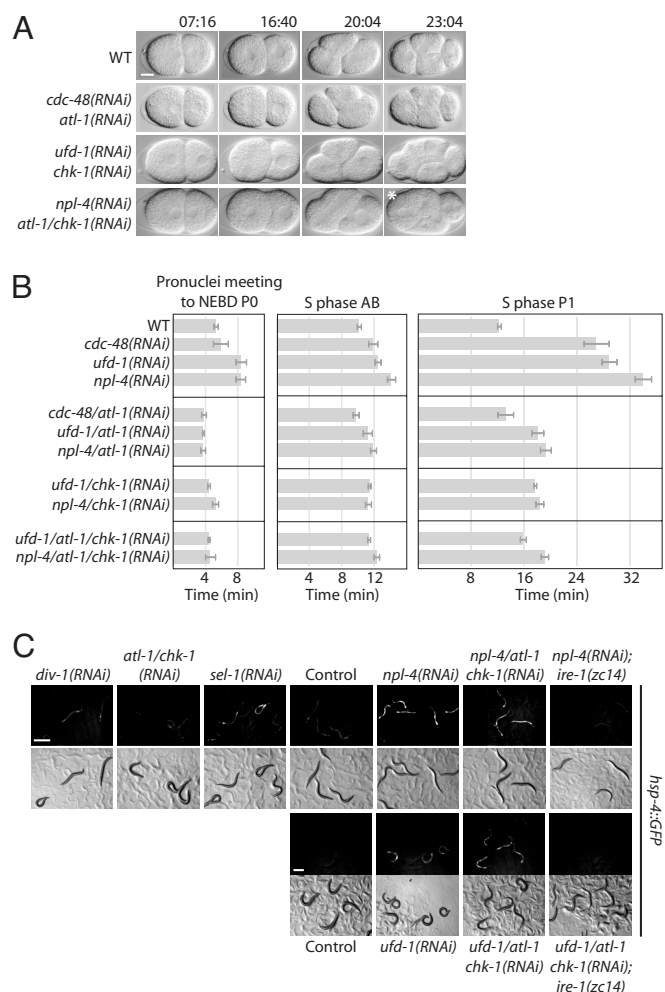 A
07:16 16:40 20:04 23:04
WT
cdc-48(RNAi)
atl-1(RNAi)
ufd-1(RNAi)
chk-1(RNAi)
npl-4(RNAi)
atl-1/chk-1(RNAi)
*
B
Pronuclei meeting
to NEBD P0
S phase AB
S phase P1
WT
cdc-48(RNAi)
ufd-1(RNAi)
npl-4(RNAi)
cdc-48/atl-1(RNAi)
ufd-1/atl-1(RNAi)
npl-4/atl-1(RNAi)
ufd-1/chk-1(RNAi)
npl-4/chk-1(RNAi)
ufd-1/atl-1/chk-1(RNAi)
npl-4/atl-1/chk-1(RNAi)
4 8
4 8 12
8 16 24 32
Time (min)
Time (min)
Time (min)
C
div-1(RNAi)
atl-1/chk-1
(RNAi)
sel-1(RNAi)
Control
npl-4(RNAi)
npl-4/atl-1
chk-1(RNAi)
npl-4(RNAi);
ire-1(zc14)
hsp-4::GFP
Control
ufd-1(RNAi)
ufd-1/atl-1
chk-1(RNAi)
ufd-1/atl-1
chk-1(RNAi);
ire-1(zc14)